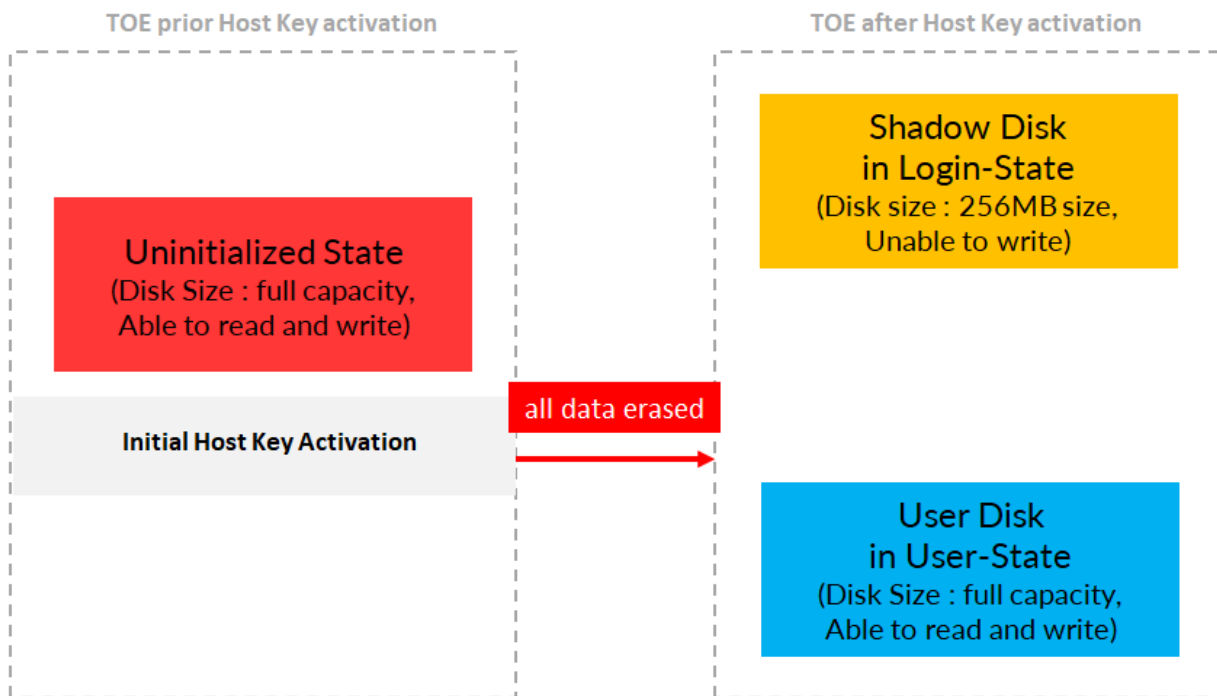 TOE prior Host Key activation
Uninitialized State
(Disk Size : full capacity,
Able to read and write)
Initial Host Key Activation
all data erased
TOE after Host Key activation
Shadow Disk
in Login-State
(Disk size : 256MB size,
Unable to write)
User Disk
in User-State
(Disk Size : full capacity,
Able to read and write)